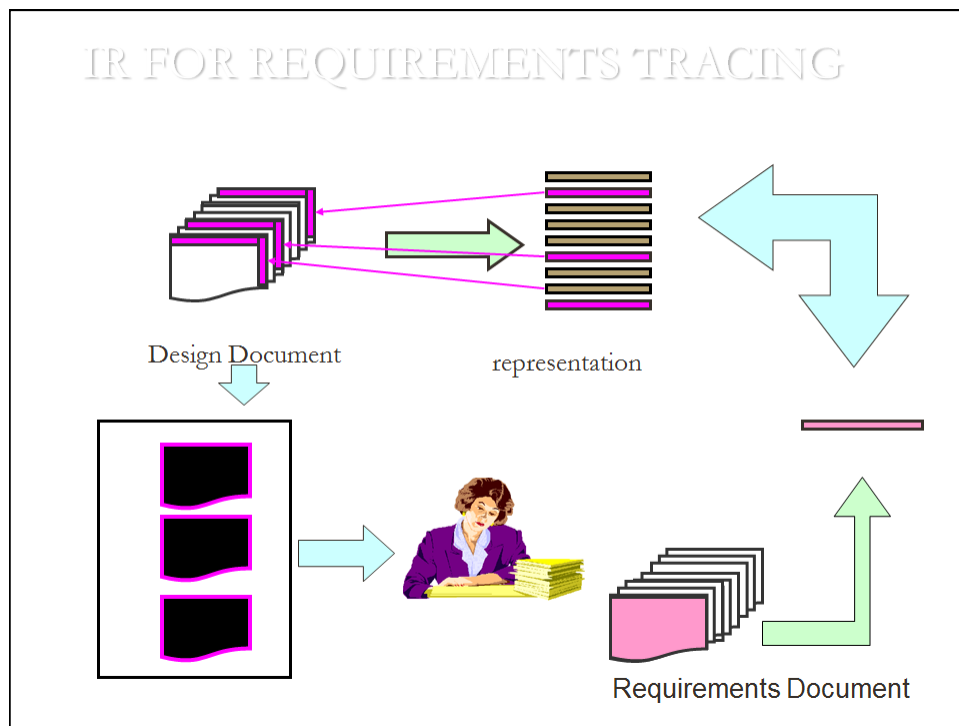 IR FOR REQUIREMENTS TRACING
Design Document
representation
Requirements Document